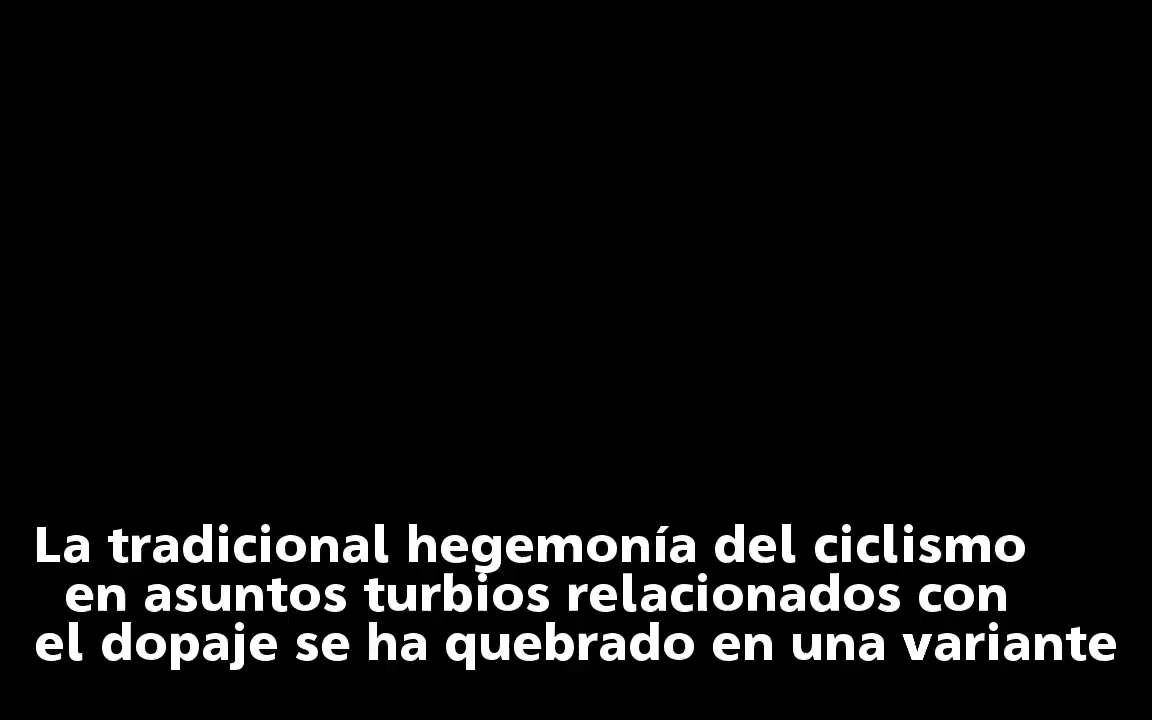 La tradicional hegemonía del ciclismo
en asuntos turbios relacionados con
el dopaje se ha quebrado en una variante